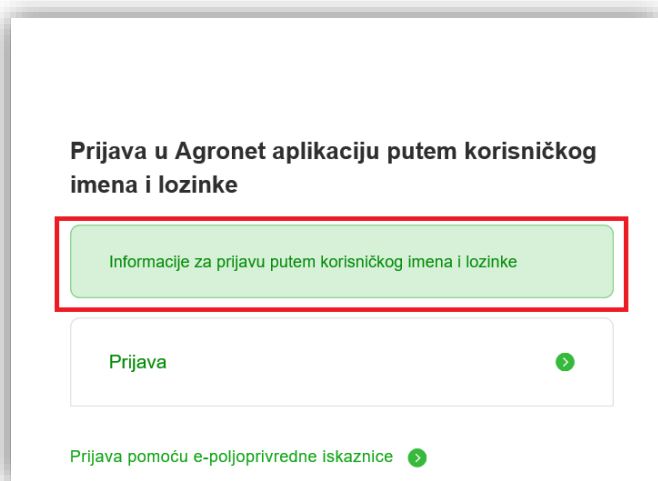 Prijava u Agronet aplikaciju putem korisničkog
imena i lozinke
Informacije za prijavu putem korisničkog imena i lozinke
Prijava
Prijava pomoću e-poljoprivredne iskaznice